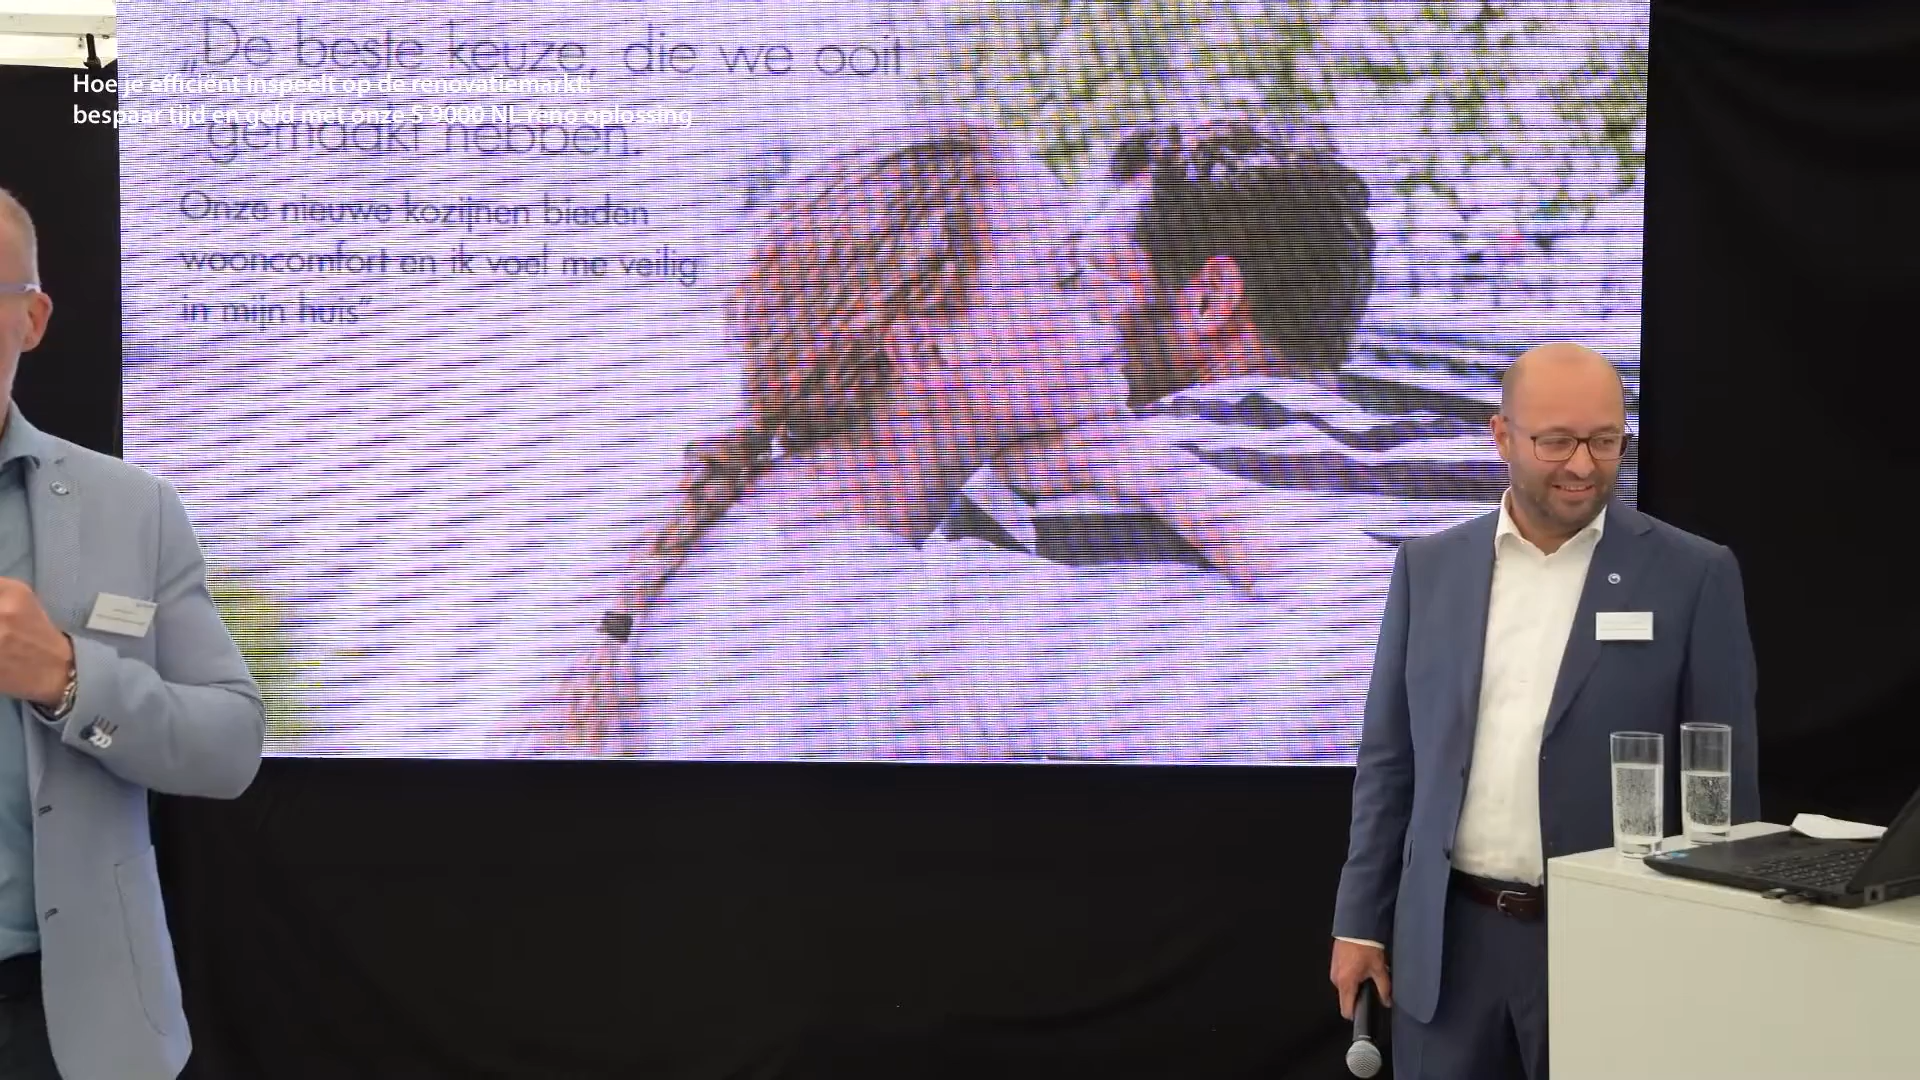 „De beste keuze, die we ooit
Hoe je efficiënt inspeelt op de renovatiemarkt:
bespaar tijd en geld met onze S 9000 NL reno oplossing
gemaakt hebben.
Onze nieuwe kozijnen bieden
wooncomfort en ik voel me veilig
in mijn huis”